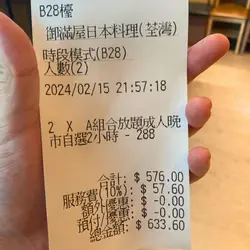 B28檯
御滿屋日本料理(荃灣)
時段模式(B28)
人數(2)
2024/02/15 21:57:18
2 X A組合放題成人晚
市自選2小時 - 288
合計: $ 576.00
服務費(10%): $ 57.60
額外優惠: $ -0.00
預付/優惠: $ -0.00
總金額: $ 633.60